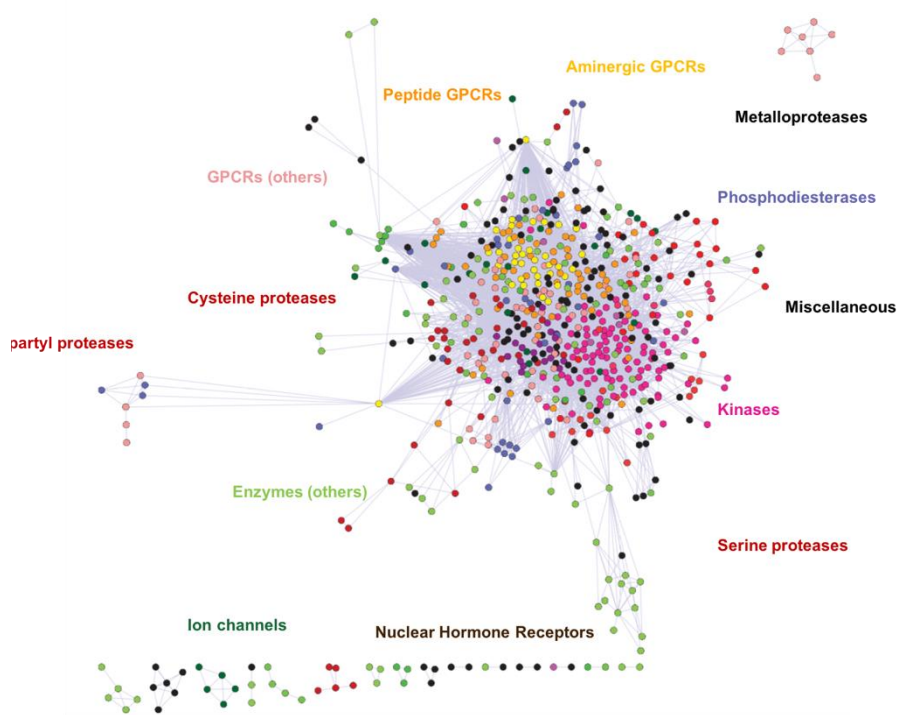 Aminergic GPCRs
Peptide GPCRs
Metalloproteases
GPCRs (others)
Phosphodiesterases
Cysteine proteases
Miscellaneous
partyl proteases
Kinases
Enzymes (others)
Serine proteases
Ion channels
Nuclear Hormone Receptors